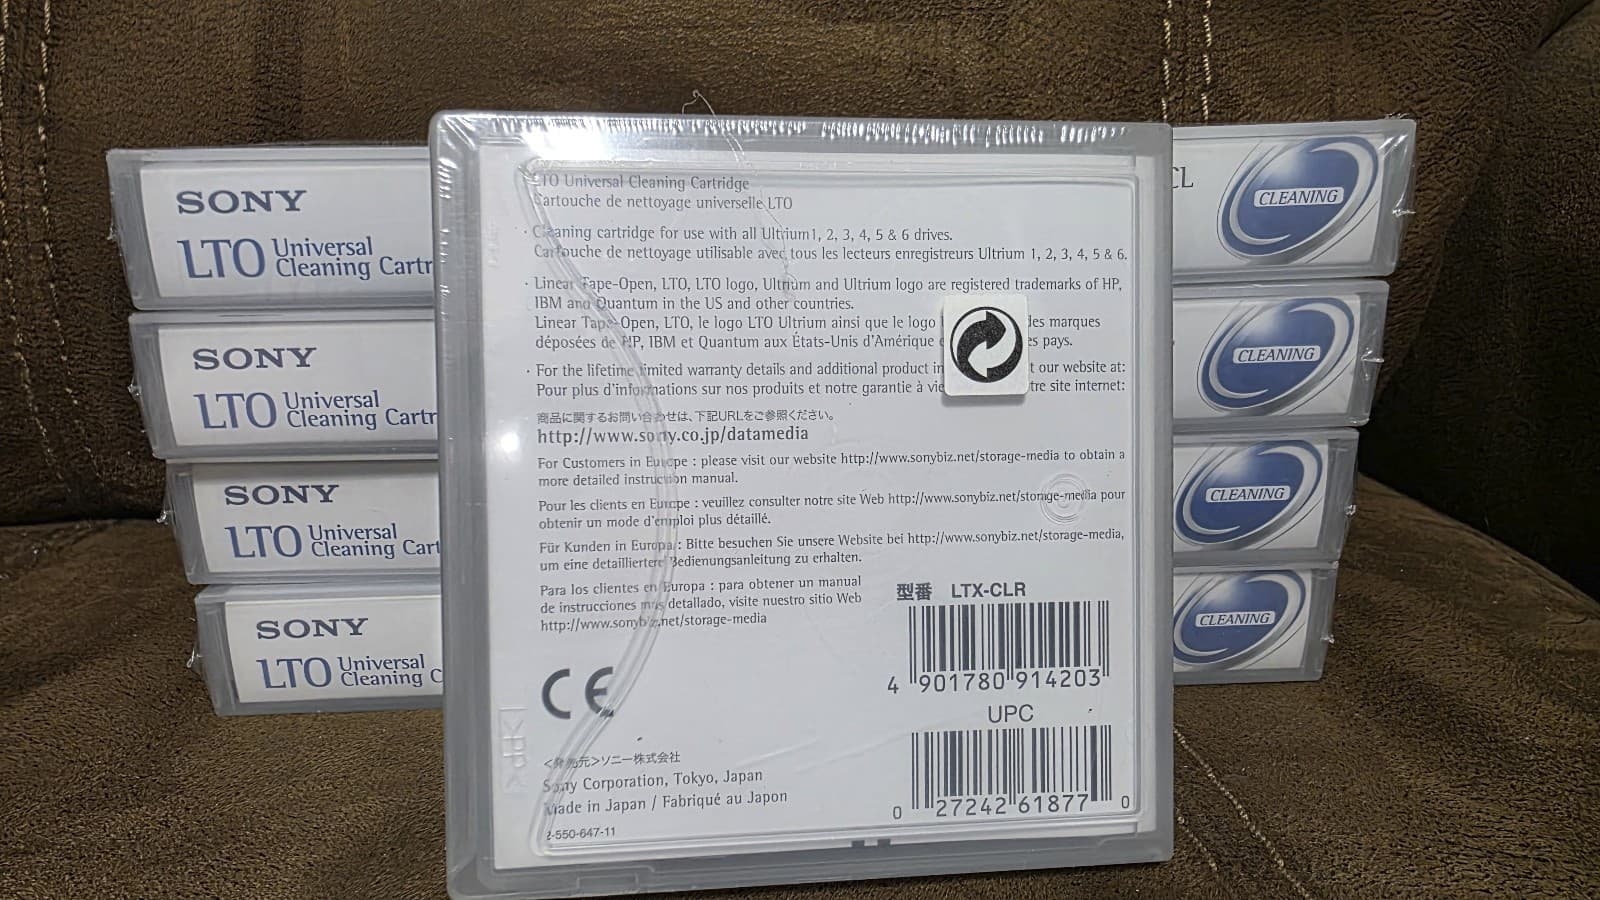 SONY
LTO Universal
Cleaning Cartr
SONY
LTO Universal
Cleaning Cartr
SONY
LTO Universal
Cleaning Cart
SONY
LTO Universal
Cleaning C
LTO Universal Cleaning Cartridge
Cartouche de nettoyage universelle LTO
· Cleaning cartridge for use with all Ultrium1, 2, 3, 4, 5 & 6 drives.
Cartouche de nettoyage utilisable avec tous les lecteurs enregistreurs Ultrium 1, 2, 3, 4, 5 & 6.
· Linear Tape-Open, LTO, LTO logo, Ultrium and Ultrium logo are registered trademarks of HP,
IBM and Quantum in the US and other countries.
Linear Tape-Open, LTO, le logo LTO Ultrium ainsi que le logo des marques
déposées de HP, IBM et Quantum aux États-Unis d'Amérique e s pays.
· For the lifetime limited warranty details and additional product in t our website at:
Pour plus d'informations sur nos produits et notre garantie à vie tre site internet:
商品に関するお問い合わせは、下記URLをご参照ください。
http://www.sony.co.jp/datamedia
For Customers in Europe : please visit our website http://www.sonybiz.net/storage-media to obtain a
more detailed instruction manual.
Pour les clients en Europe : veuillez consulter notre site Web http://www.sonybiz.net/storage-media pour
obtenir un mode d'emploi plus détaillé.
Für Kunden in Europa : Bitte besuchen Sie unsere Website bei http://www.sonybiz.net/storage-media,
um eine detailliertere Bedienungsanleitung zu erhalten.
Para los clientes en Europa : para obtener un manual
de instrucciones más detallado, visite nuestro sitio Web
http://www.sonybiz.net/storage-media
型番 LTX-CLR
4 901780 914203
UPC
0 27242 61877 0
CE
<発売元>ソニー株式会社
Sony Corporation, Tokyo, Japan
Made in Japan / Fabriqué au Japon
2-550-647-11
CL
CLEANING
CLEANING
CLEANING
CLEANING